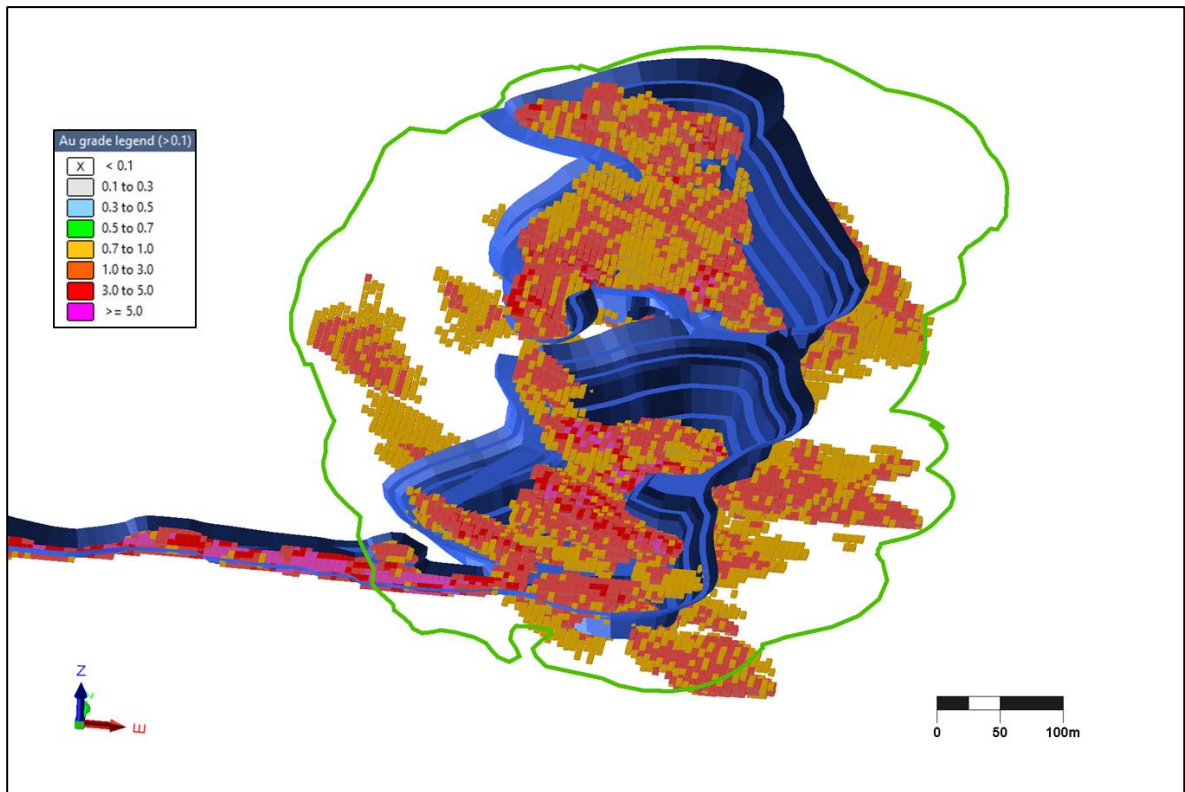 Au grade legend (>0.1)
X < 0.1
0.1 to 0.3
0.3 to 0.5
0.5 to 0.7
0.7 to 1.0
1.0 to 3.0
3.0 to 5.0
>= 5.0
Z
N
E
0 50 100m